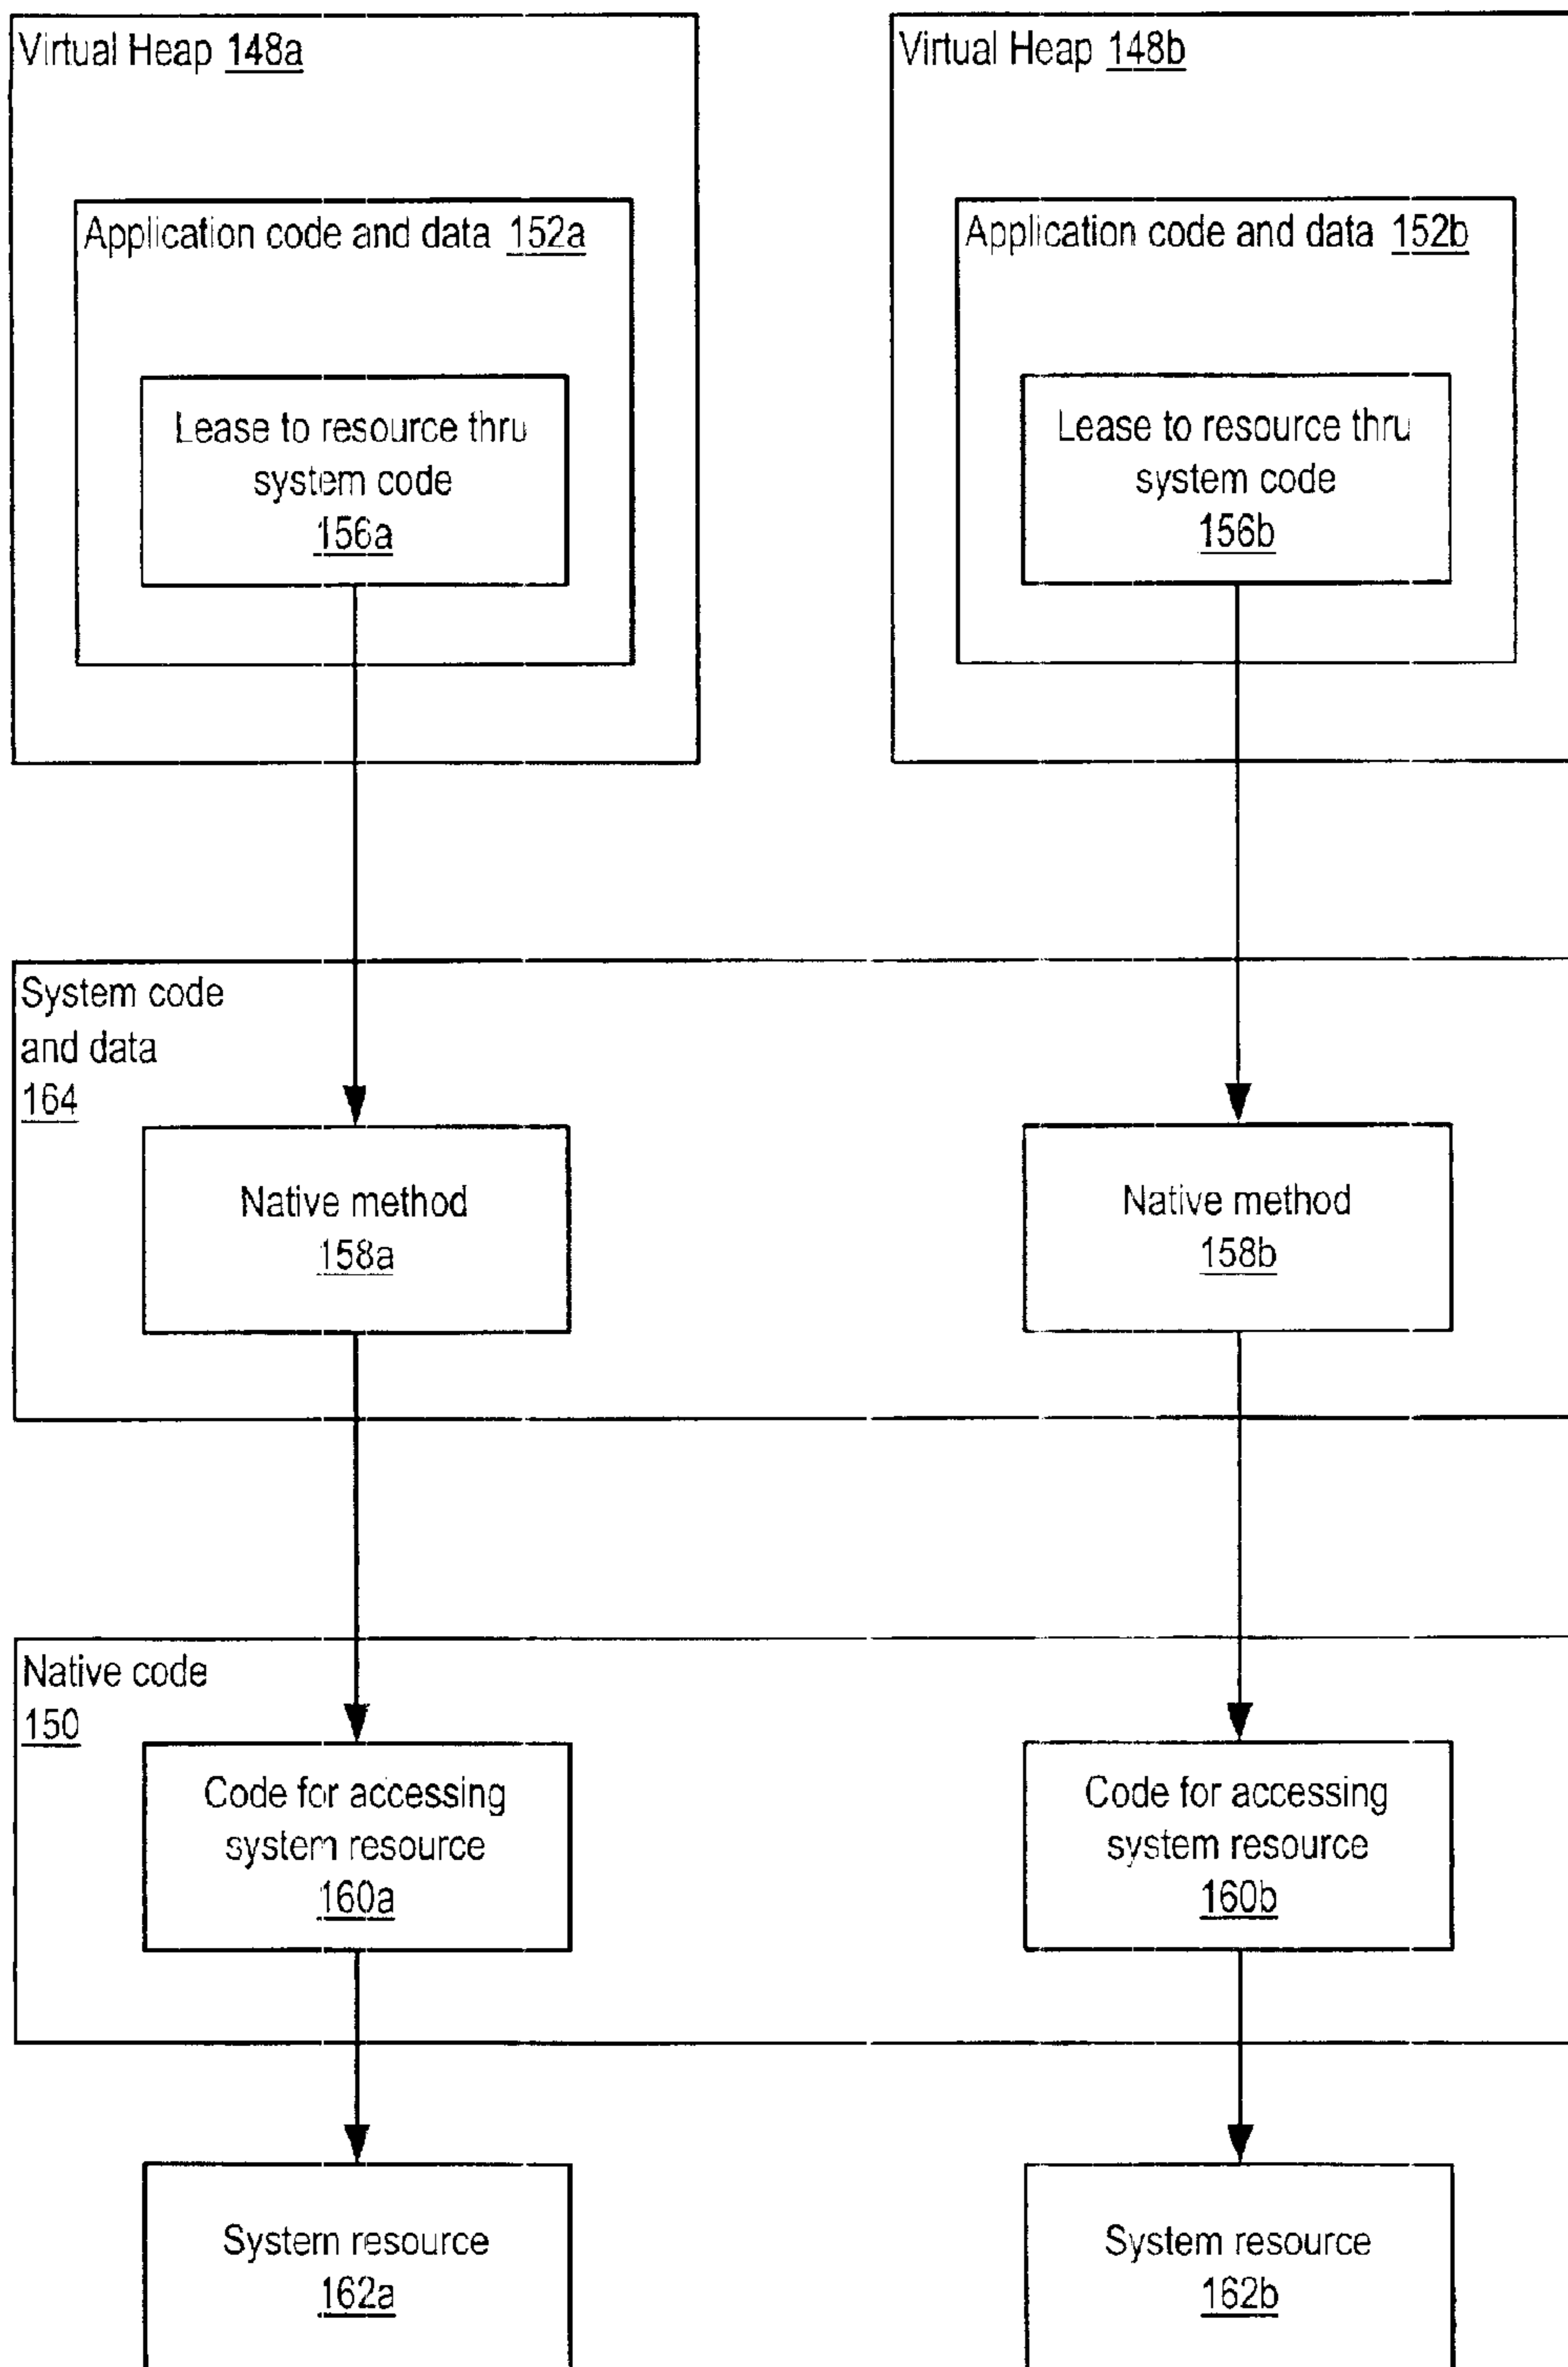 Virtual Heap 148a
Virtual Heap 148b
Application code and data 152a
Application code and data 152b
Lease to resource thru
system code
156a
Lease to resource thru
system code
156b
System code
and data
164
Native method
158a
Native method
158b
Native code
150
Code for accessing
system resource
160a
Code for accessing
system resource
160b
System resource
162a
System resource
162b